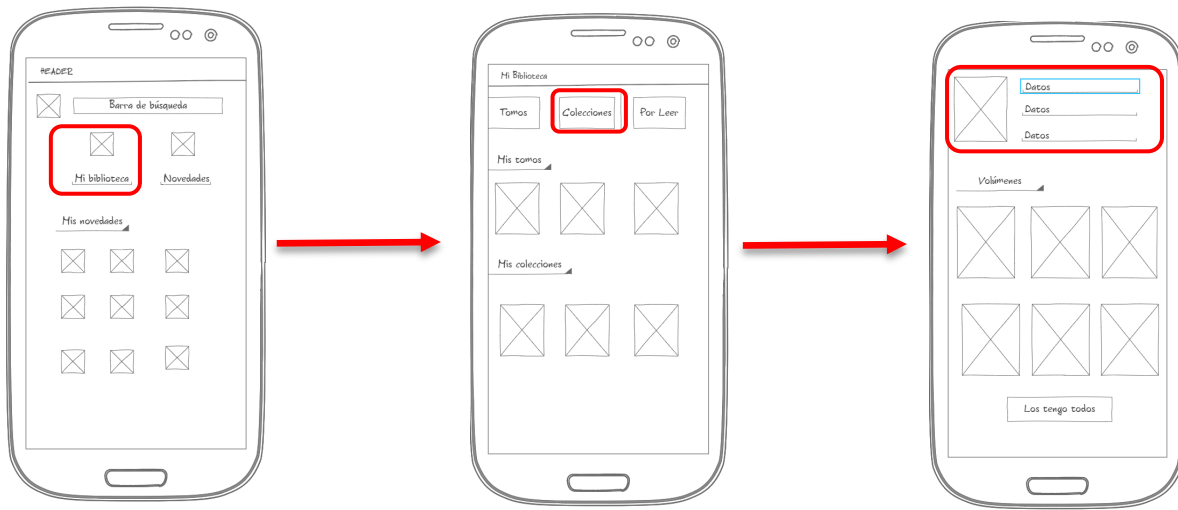 HEADER
Barra de búsqueda
Mi biblioteca
Novedades
Mis novedades
Mi Biblioteca
Tomos
Colecciones
Por Leer
Mis tomos
Mis colecciones
Datos
Datos
Datos
Volúmenes
Los tengo todos